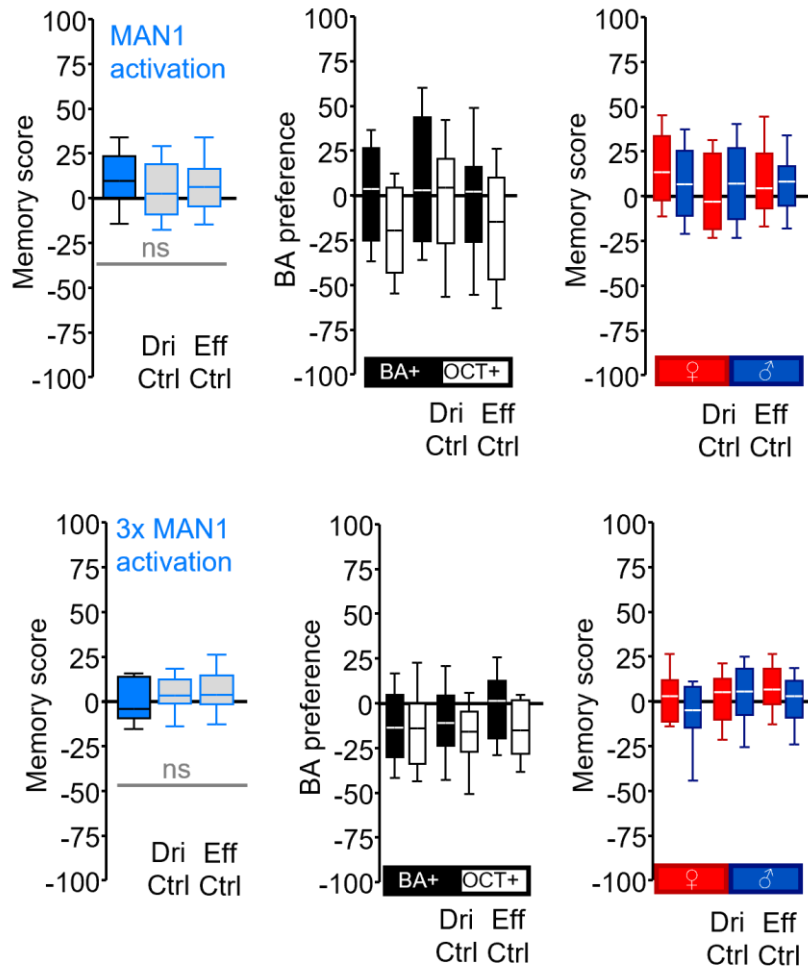 MAN1
activation
Memory score
100
75
50
25
0
-25
-50
-75
-100
ns
Dri Eff
Ctrl Ctrl
BA preference
100
75
50
25
0
-25
-50
-75
-100
BA+ OCT+
Dri Eff
Ctrl Ctrl
Memory score
100
75
50
25
0
-25
-50
-75
-100
♀ ♂
Dri Eff
Ctrl Ctrl
3x MAN1
activation
Memory score
100
75
50
25
0
-25
-50
-75
-100
ns
Dri Eff
Ctrl Ctrl
BA preference
100
75
50
25
0
-25
-50
-75
-100
BA+ OCT+
Dri Eff
Ctrl Ctrl
Memory score
100
75
50
25
0
-25
-50
-75
-100
♀ ♂
Dri Eff
Ctrl Ctrl